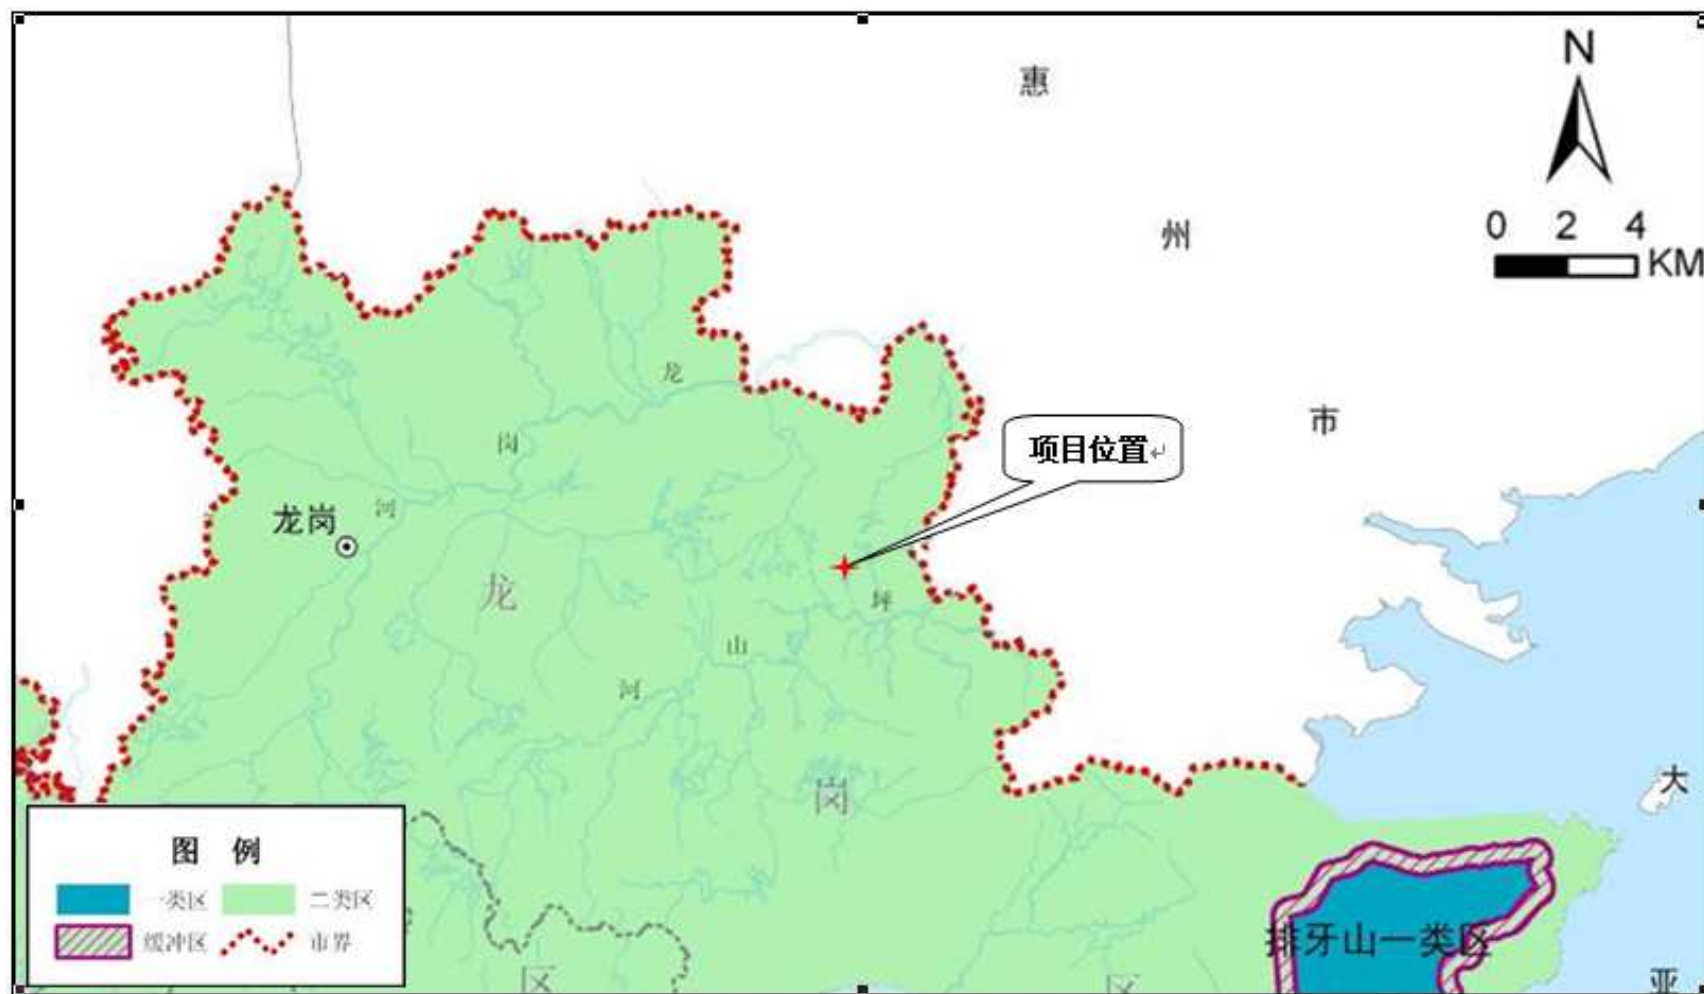 N
惠
州
0 2 4
KM
市
龙
岗
河
项目位置
龙岗
龙
坪
山
河
岗
大
图 例
一类区 二类区
缓冲区 市界
排牙山一类区
区
区
亚